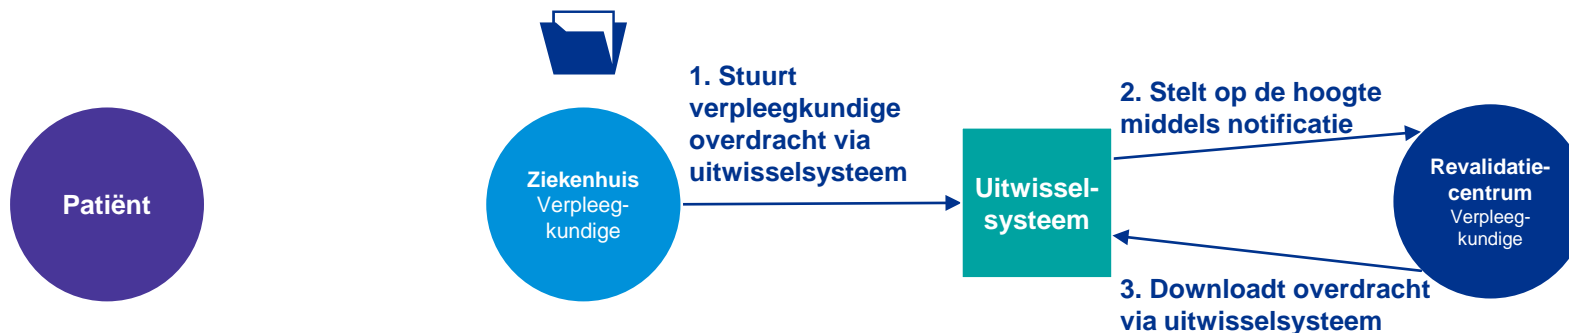 Patiënt
Ziekenhuis
Verpleeg-
kundige
1. Stuurt
verpleegkundige
overdracht via
uitwisselsysteem
Uitwissel-
systeem
2. Stelt op de hoogte
middels notificatie
Revalidatie-
centrum
Verpleeg-
kundige
3. Downloadt overdracht
via uitwisselsysteem